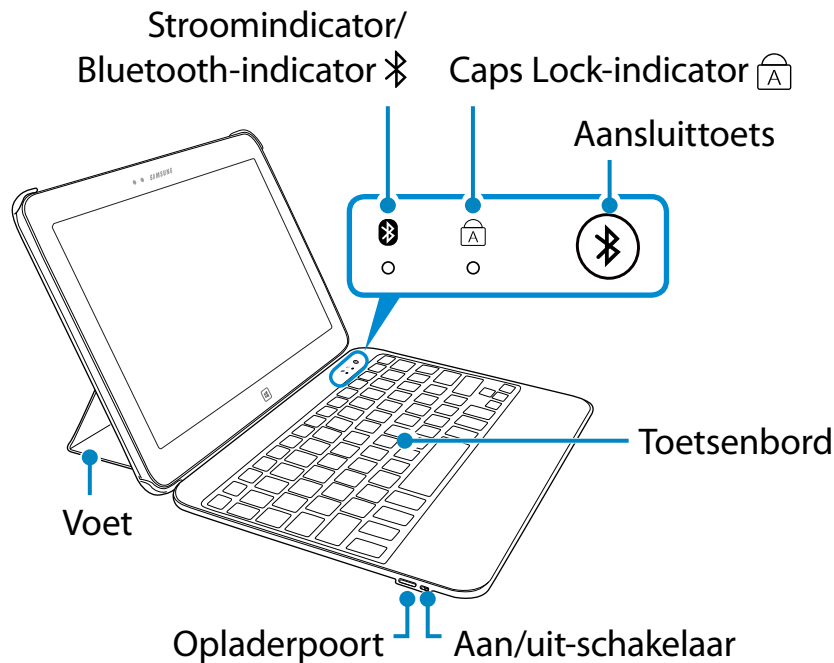 Stroomindicator/
Bluetooth-indicator
Caps Lock-indicator A
Aansluittoets
SAMSUNG
A
Toetsenbord
Voet
Opladerpoort
Aan/uit-schakelaar